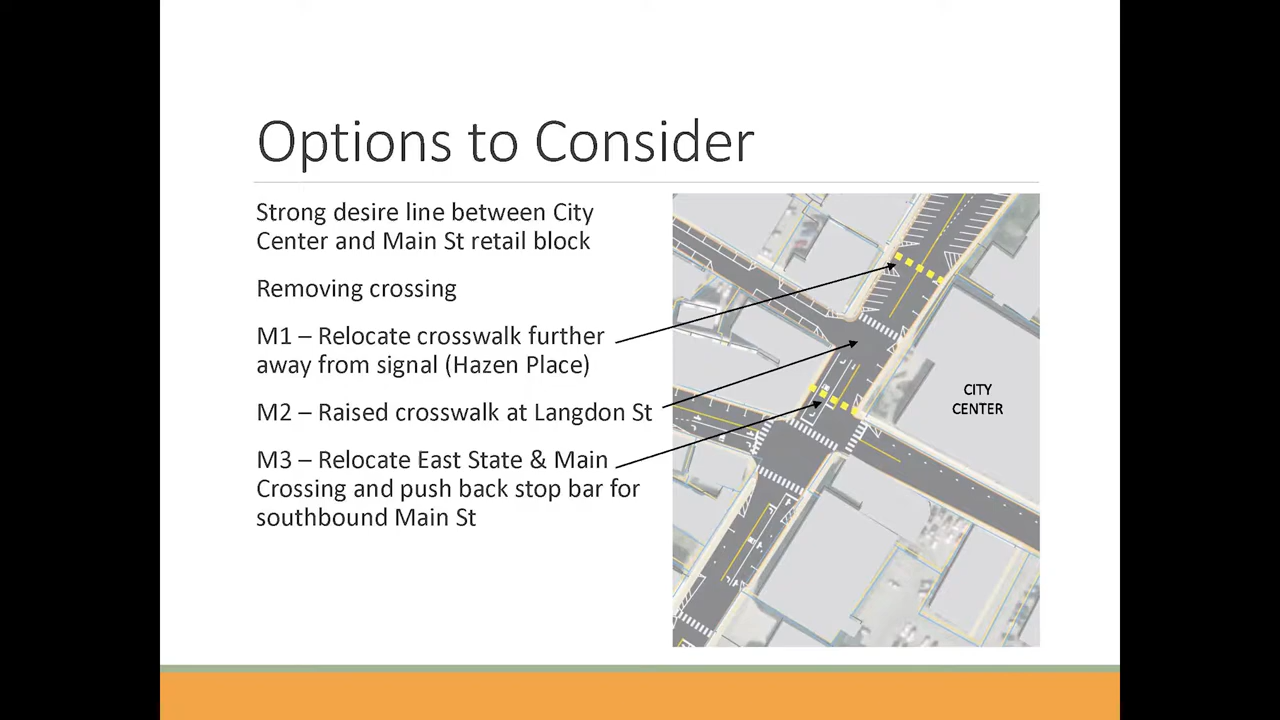 Options to Consider
Strong desire line between City
Center and Main St retail block
Removing crossing
M1 – Relocate crosswalk further
away from signal (Hazen Place)
M2 – Raised crosswalk at Langdon St
M3 – Relocate East State & Main
Crossing and push back stop bar for
southbound Main St
CITY
CENTER